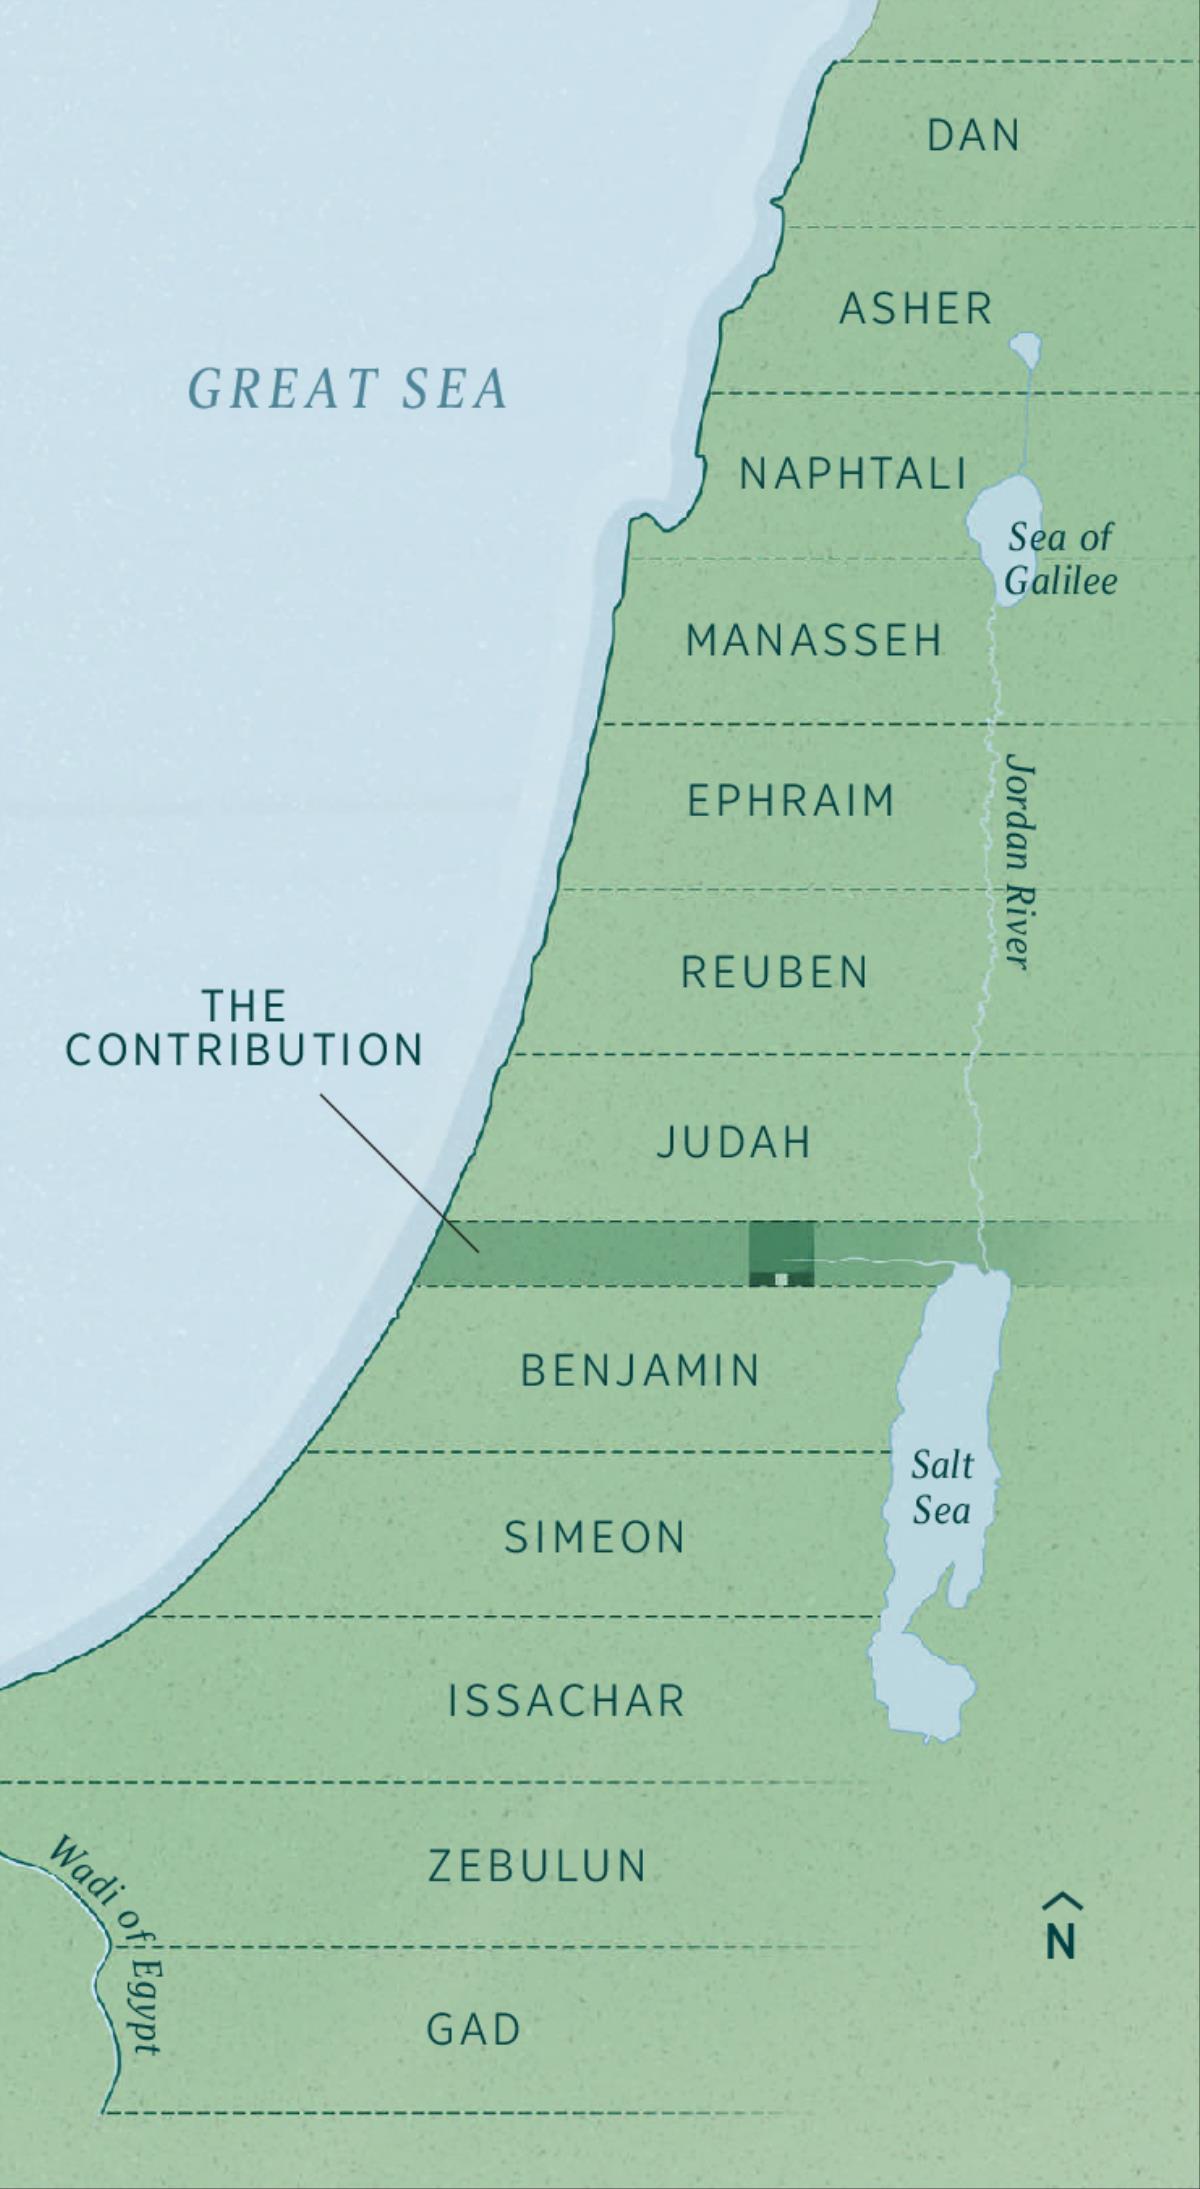 DAN
ASHER
GREAT SEA
NAPHTALI
Sea of
Galilee
MANASSEH
EPHRAIM
Jordan River
REUBEN
THE
CONTRIBUTION
JUDAH
BENJAMIN
Salt
Sea
SIMEON
ISSACHAR
Wadi of Egypt
ZEBULUN
N
GAD